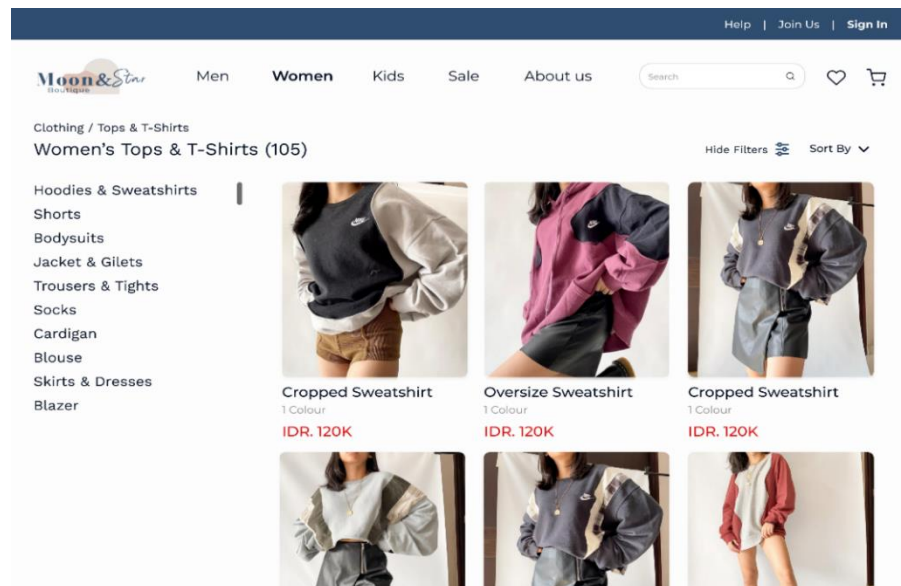 Help | Join Us | Sign In
Moon&Star
Boutique
Men Women Kids Sale About us Search
Clothing / Tops & T-Shirts
Women's Tops & T-Shirts (105)
Hide Filters Sort By
Hoodies & Sweatshirts
Shorts
Bodysuits
Jacket & Gilets
Trousers & Tights
Socks
Cardigan
Blouse
Skirts & Dresses
Blazer
Cropped Sweatshirt Oversize Sweatshirt Cropped Sweatshirt
1 Colour 1 Colour 1 Colour
IDR. 120K IDR. 120K IDR. 120K